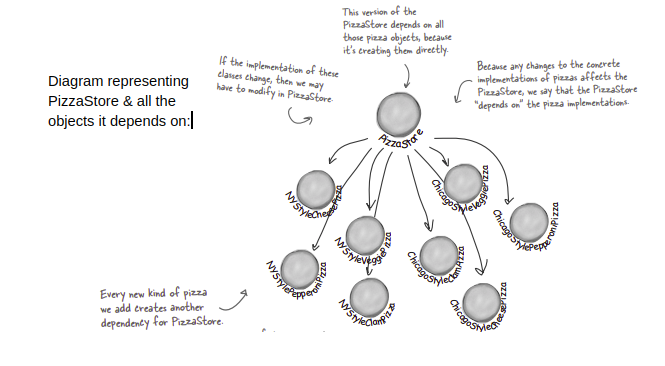 This version of the
PizzaStore depends on all
those pizza objects, because
it's creating them directly.
If the implementation of these
classes change, then we may
have to modify in PizzaStore.
Because any changes to the concrete
implementations of pizzas affects the
PizzaStore, we say that the PizzaStore
"depends on" the pizza implementations.
Diagram representing
PizzaStore & all the
objects it depends on:
PizzaStore
NYStyleCheesePizza
ChicagoStyleVeggiePizza
NYStyleVeggiePizza
ChicagoStylePepperoniPizza
NYStylePepperoniPizza
ChicagoStyleClamPizza
NYStyleClamPizza
ChicagoStyleCheesePizza
Every new kind of pizza
we add creates another
dependency for PizzaStore.